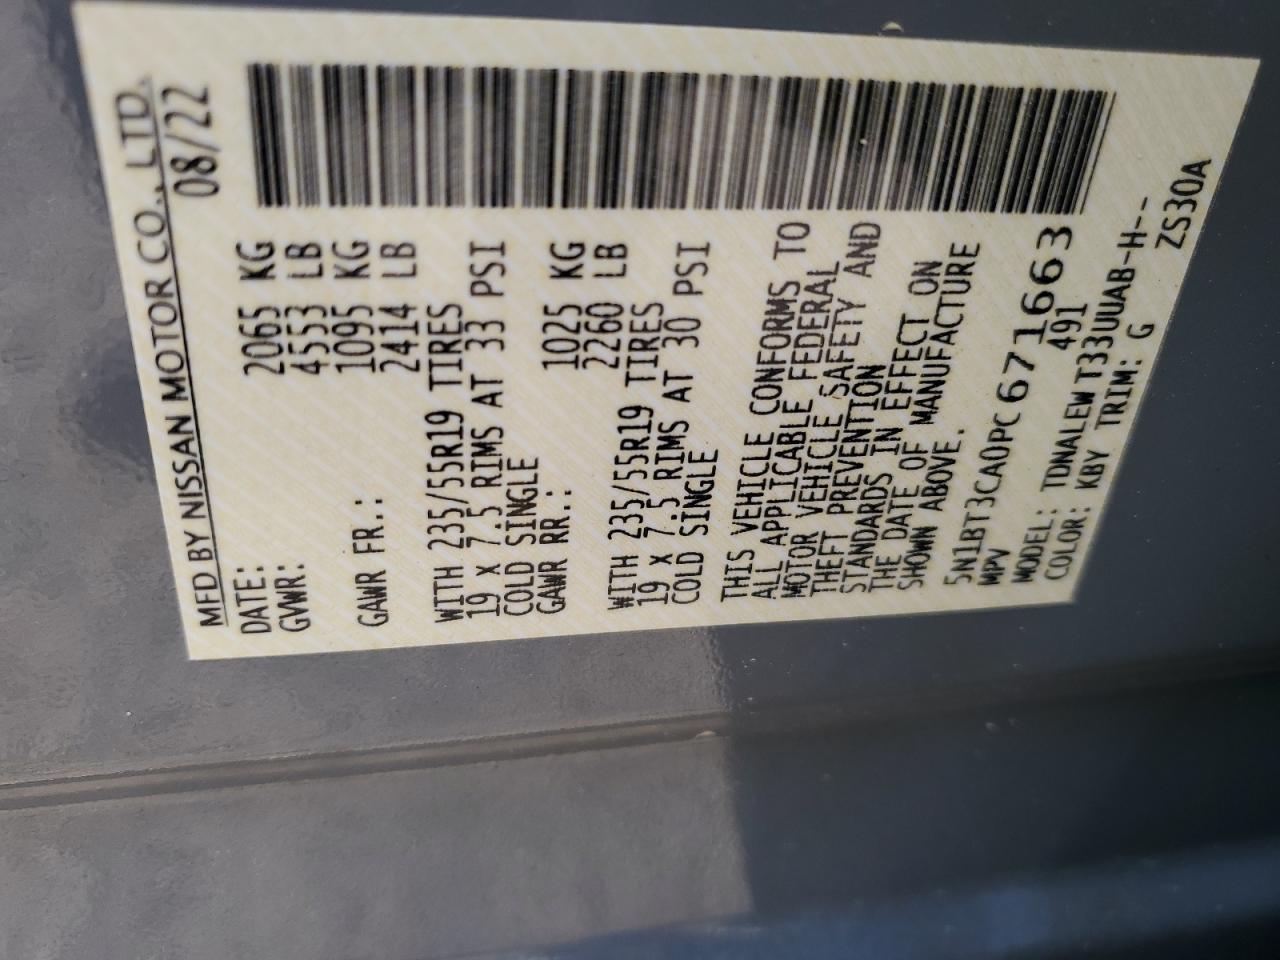 MFD BY NISSAN MOTOR CO., LTD.
DATE: 08/22
GVWR: 2065 KG
4553 LB
GAWR FR.: 1095 KG
2414 LB
WITH 235/55R19 TIRES
19 x 7.5 RIMS AT 33 PSI
COLD SINGLE
GAWR RR.: 1025 KG
2260 LB
WITH 235/55R19 TIRES
19 x 7.5 RIMS AT 30 PSI
COLD SINGLE
THIS VEHICLE CONFORMS TO
ALL APPLICABLE FEDERAL
MOTOR VEHICLE SAFETY AND
THEFT PREVENTION
STANDARDS IN EFFECT ON
THE DATE OF MANUFACTURE
SHOWN ABOVE.
5N1BT3CA0PC671663
MPV 491
MODEL: TDNALEWT33UUAB-H--
COLOR: KBY TRIM: G ZS30A